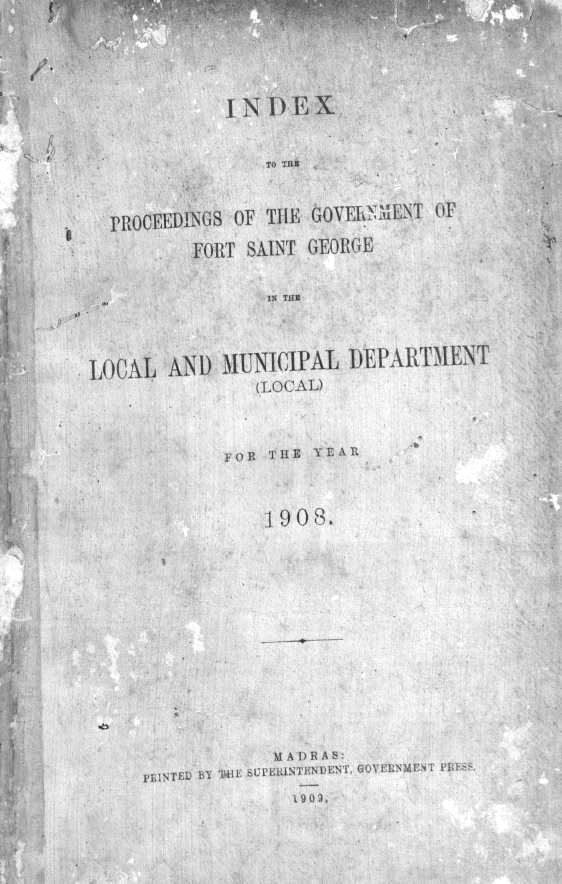 INDEX
TO THE
PROCEEDINGS OF THE GOVERNMENT OF
FORT SAINT GEORGE
IN THE
LOCAL AND MUNICIPAL DEPARTMENT
(LOCAL)
FOR THE YEAR
1908.
MADRAS:
PRINTED BY THE SUPERINTENDENT, GOVERNMENT PRESS.
1909.